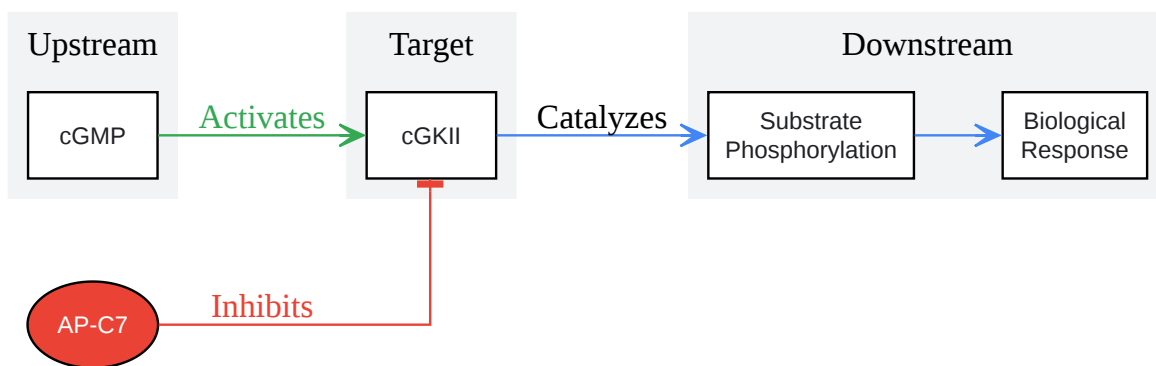 Upstream
Target
Downstream
cGMP
Activates
cGKII
Catalyzes
Substrate
Phosphorylation
Biological
Response
AP-C7
Inhibits